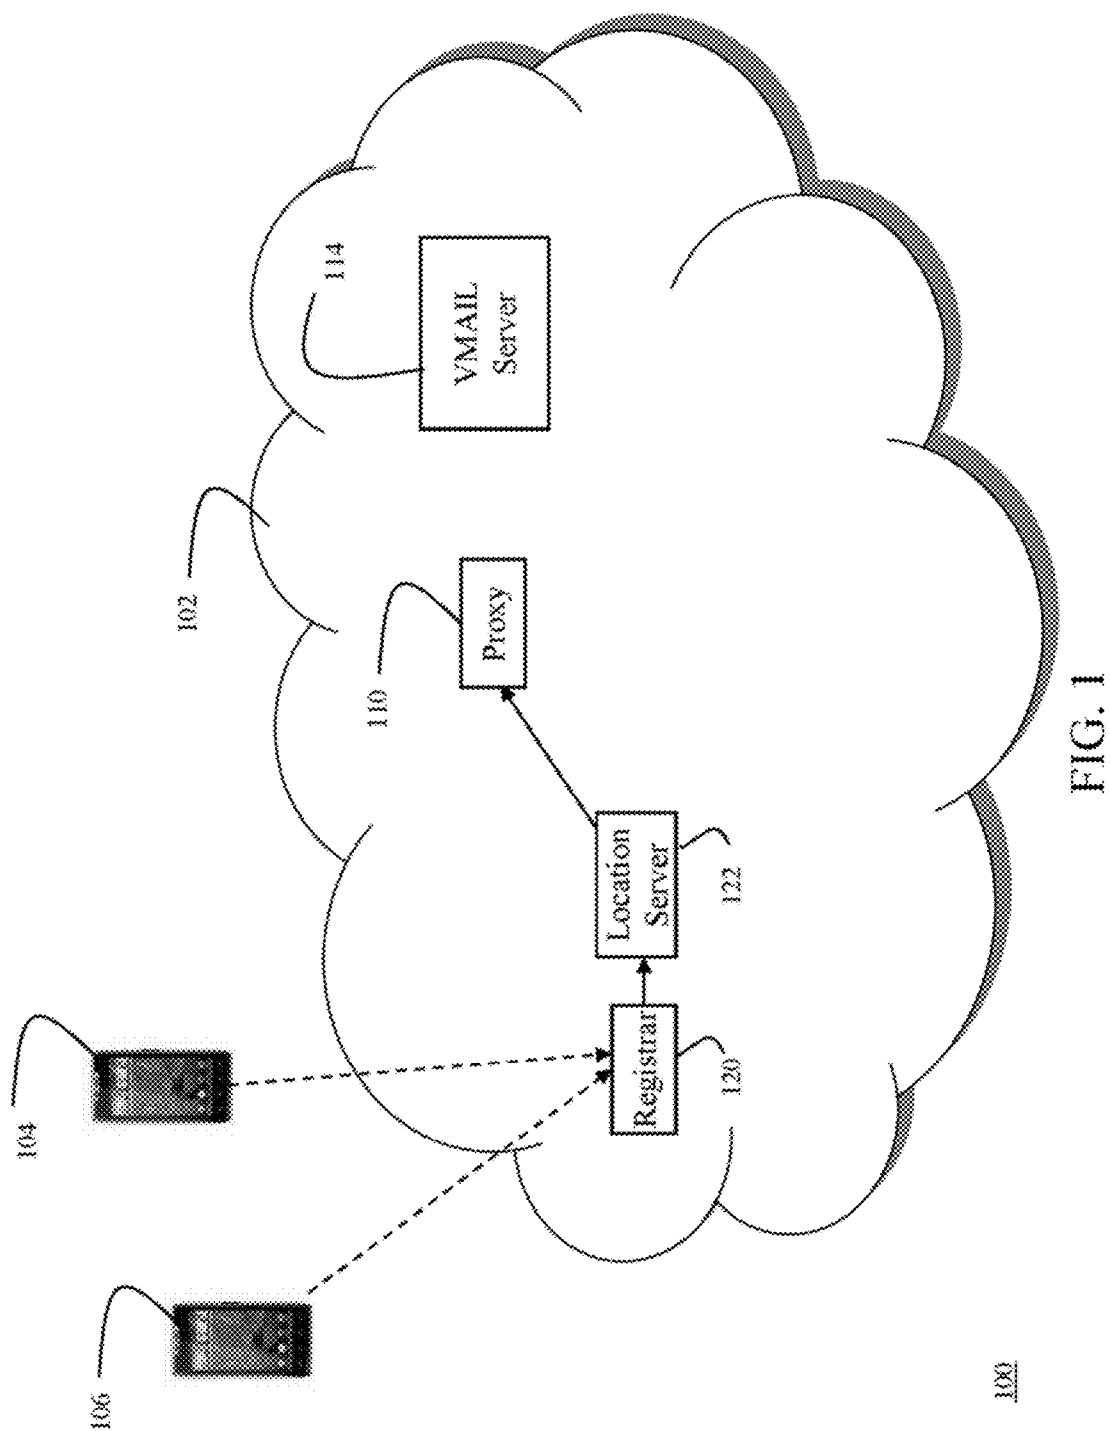 104
106
102
114
VMAIL
Server
110
Proxy
Location
Server
122
Registrar
120
100
FIG. 1